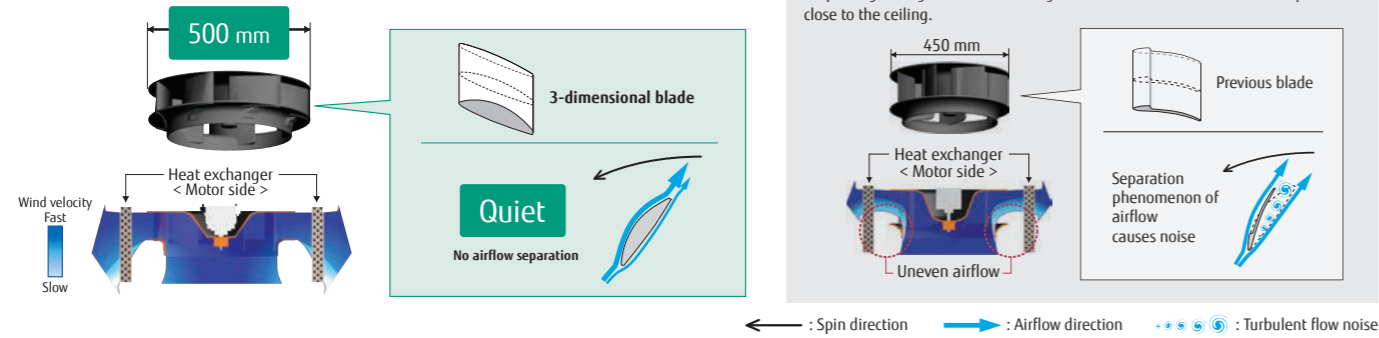 500 mm
3-dimensional blade
Heat exchanger
< Motor side >
Wind velocity
Fast
Slow
Quiet
No airflow separation
close to the ceiling.
450 mm
Previous blade
Heat exchanger
< Motor side >
Uneven airflow
Separation
phenomenon of
airflow
causes noise
: Spin direction
: Airflow direction
: Turbulent flow noise